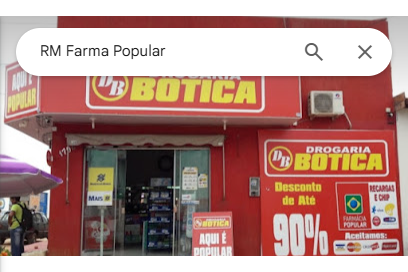 RM Farma Popular
AQUI É
POPULAR
DB
DROGARIA
BOTICA
175
MAIS
BOTICA
AQUI É
POPULAR
DB
DROGARIA
BOTICA
Desconto
de Até
90%
FARMÁCIA
POPULAR
RECARGAS
E CHIP
Aceitamos: